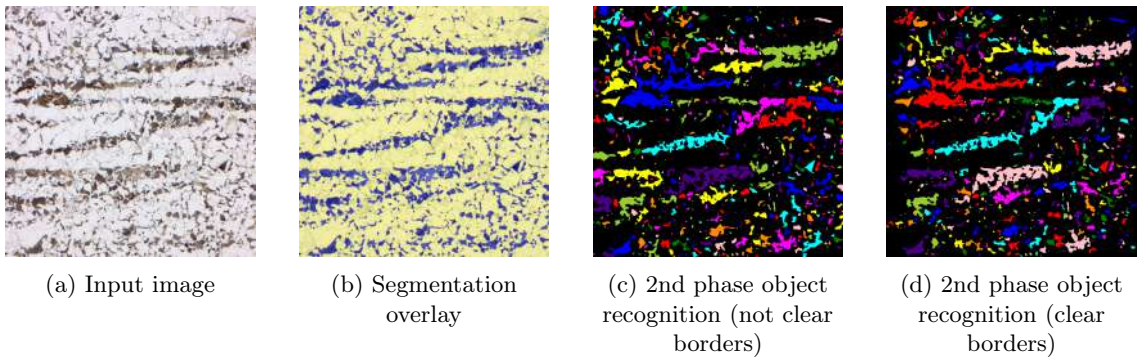 (a) Input image
(b) Segmentation
overlay
(c) 2nd phase object
recognition (not clear
borders)
(d) 2nd phase object
recognition (clear
borders)